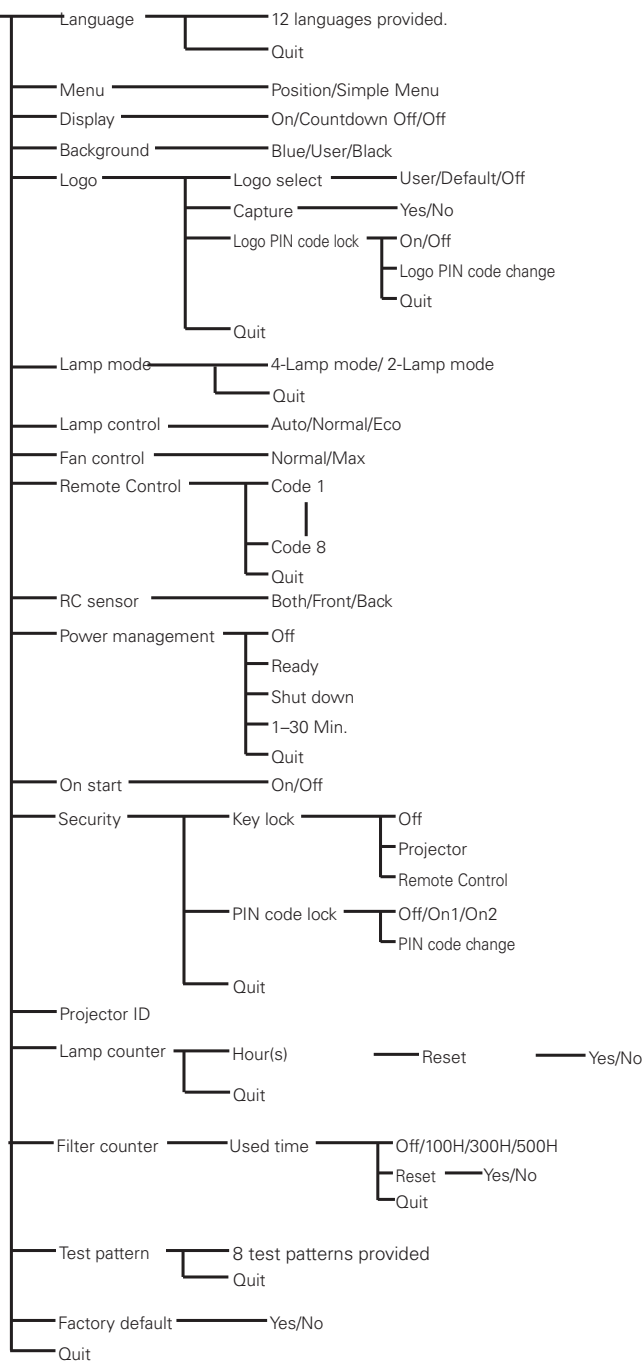 Language 12 languages provided.
Quit
Menu Position/Simple Menu
Display On/Countdown Off/Off
Background Blue/User/Black
Logo Logo select User/Default/Off
Capture Yes/No
Logo PIN code lock On/Off
Logo PIN code change
Quit
Quit
Lamp mode 4-Lamp mode/ 2-Lamp mode
Quit
Lamp control Auto/Normal/Eco
Fan control Normal/Max
Remote Control Code 1
Code 8
Quit
RC sensor Both/Front/Back
Power management Off
Ready
Shut down
1–30 Min.
Quit
On start On/Off
Security Key lock Off
Projector
Remote Control
PIN code lock Off/On1/On2
PIN code change
Quit
Projector ID
Lamp counter Hour(s) Reset Yes/No
Quit
Filter counter Used time Off/100H/300H/500H
Reset Yes/No
Quit
Test pattern 8 test patterns provided
Quit
Factory default Yes/No
Quit